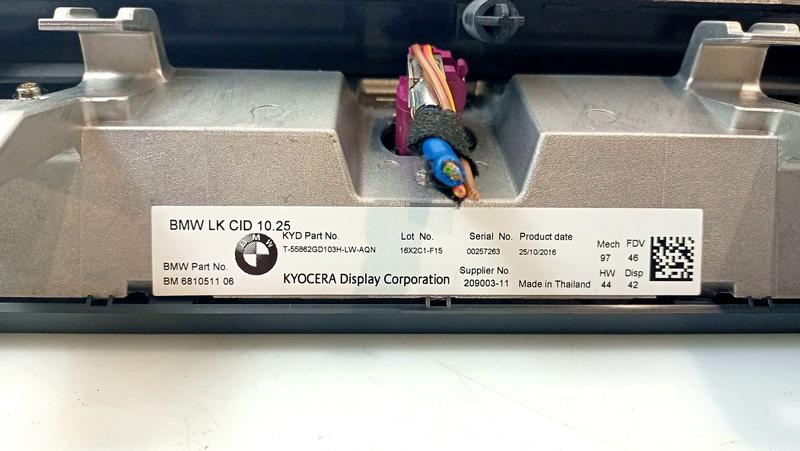 BMW LK CID 10.25
BMW
BMW Part No.
BM 6810511 06
KYD Part No.
T-55862GD103H-LW-AQN
KYOCERA Display Corporation
Lot No.
16X2C1-F15
Serial No.
00257263
Supplier No
209003-11
Product date
25/10/2016
Made in Thailand
Mech FDV
97 46
HW Disp
44 42